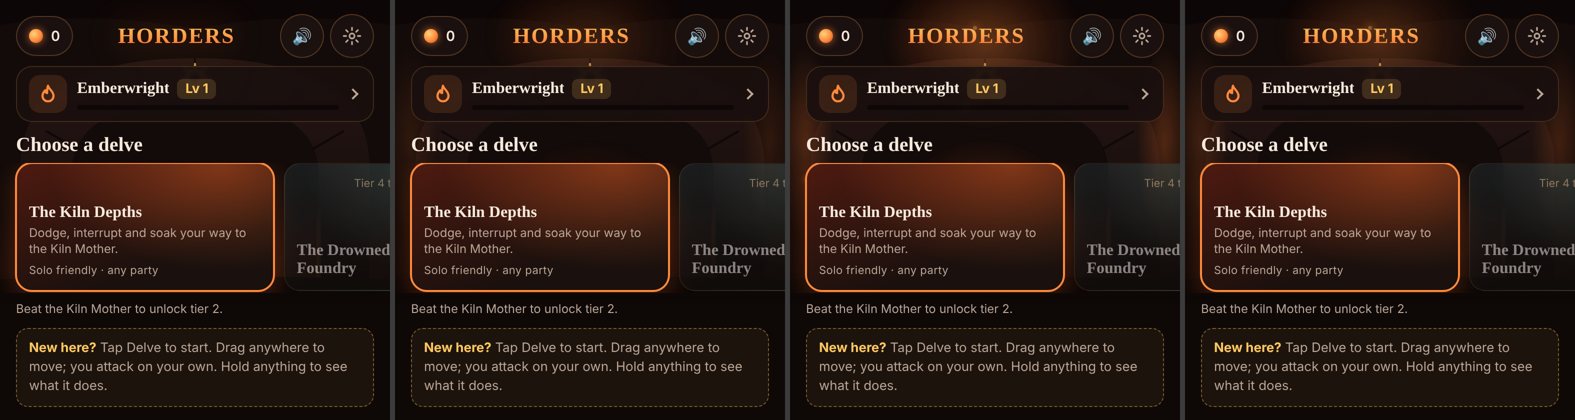 0 HORDERS
Emberwright Lv 1
Choose a delve
The Kiln Depths
Dodge, interrupt and soak your way to
the Kiln Mother.
Solo friendly · any party
Tier 4 t
The Drowned
Foundry
Beat the Kiln Mother to unlock tier 2.
New here? Tap Delve to start. Drag anywhere to
move; you attack on your own. Hold anything to see
what it does.
0 HORDERS
Emberwright Lv 1
Choose a delve
The Kiln Depths
Dodge, interrupt and soak your way to
the Kiln Mother.
Solo friendly · any party
Tier 4 t
The Drowned
Foundry
Beat the Kiln Mother to unlock tier 2.
New here? Tap Delve to start. Drag anywhere to
move; you attack on your own. Hold anything to see
what it does.
0 HORDERS
Emberwright Lv 1
Choose a delve
The Kiln Depths
Dodge, interrupt and soak your way to
the Kiln Mother.
Solo friendly · any party
Tier 4 t
The Drowned
Foundry
Beat the Kiln Mother to unlock tier 2.
New here? Tap Delve to start. Drag anywhere to
move; you attack on your own. Hold anything to see
what it does.
0 HORDERS
Emberwright Lv 1
Choose a delve
The Kiln Depths
Dodge, interrupt and soak your way to
the Kiln Mother.
Solo friendly · any party
Tier 4 t
The Drowned
Foundry
Beat the Kiln Mother to unlock tier 2.
New here? Tap Delve to start. Drag anywhere to
move; you attack on your own. Hold anything to see
what it does.